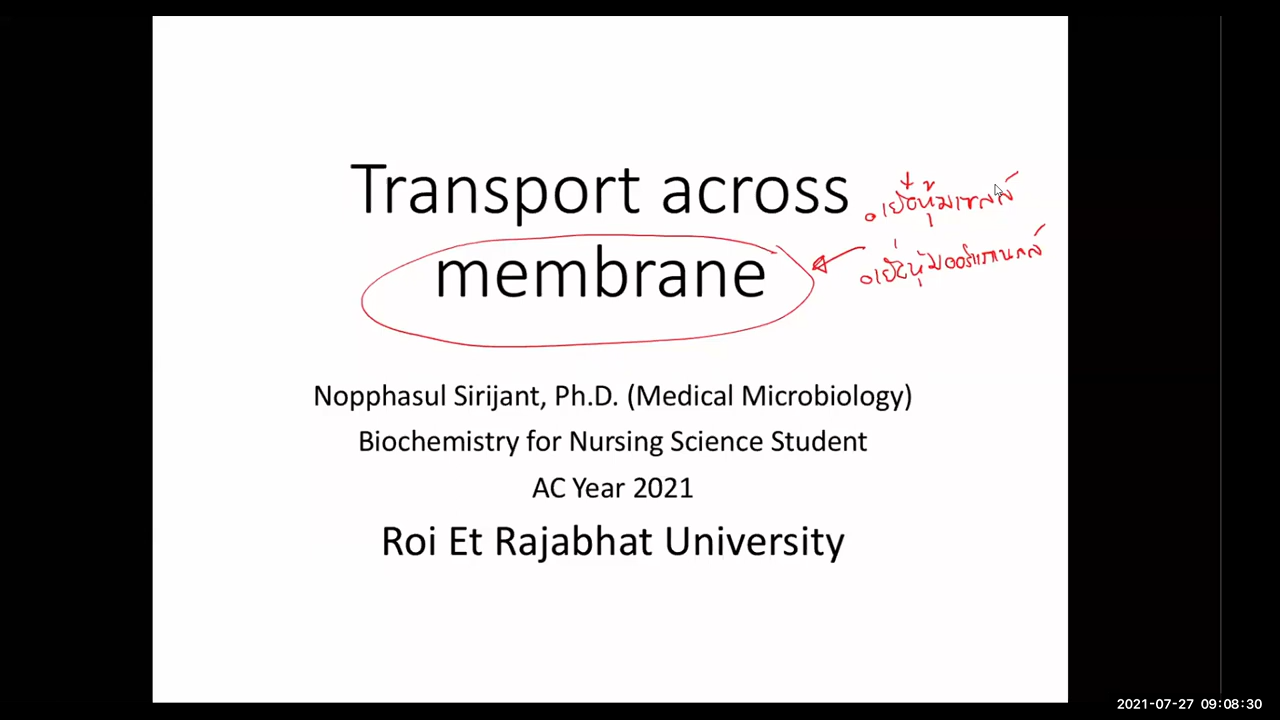 Transport across
membrane
•เยื่อหุ้มเซลล์
•เยื่อหุ้มออร์แกเนลล์
Nopphasul Sirijant, Ph.D. (Medical Microbiology)
Biochemistry for Nursing Science Student
AC Year 2021
Roi Et Rajabhat University
2021-07-27 09:08:30